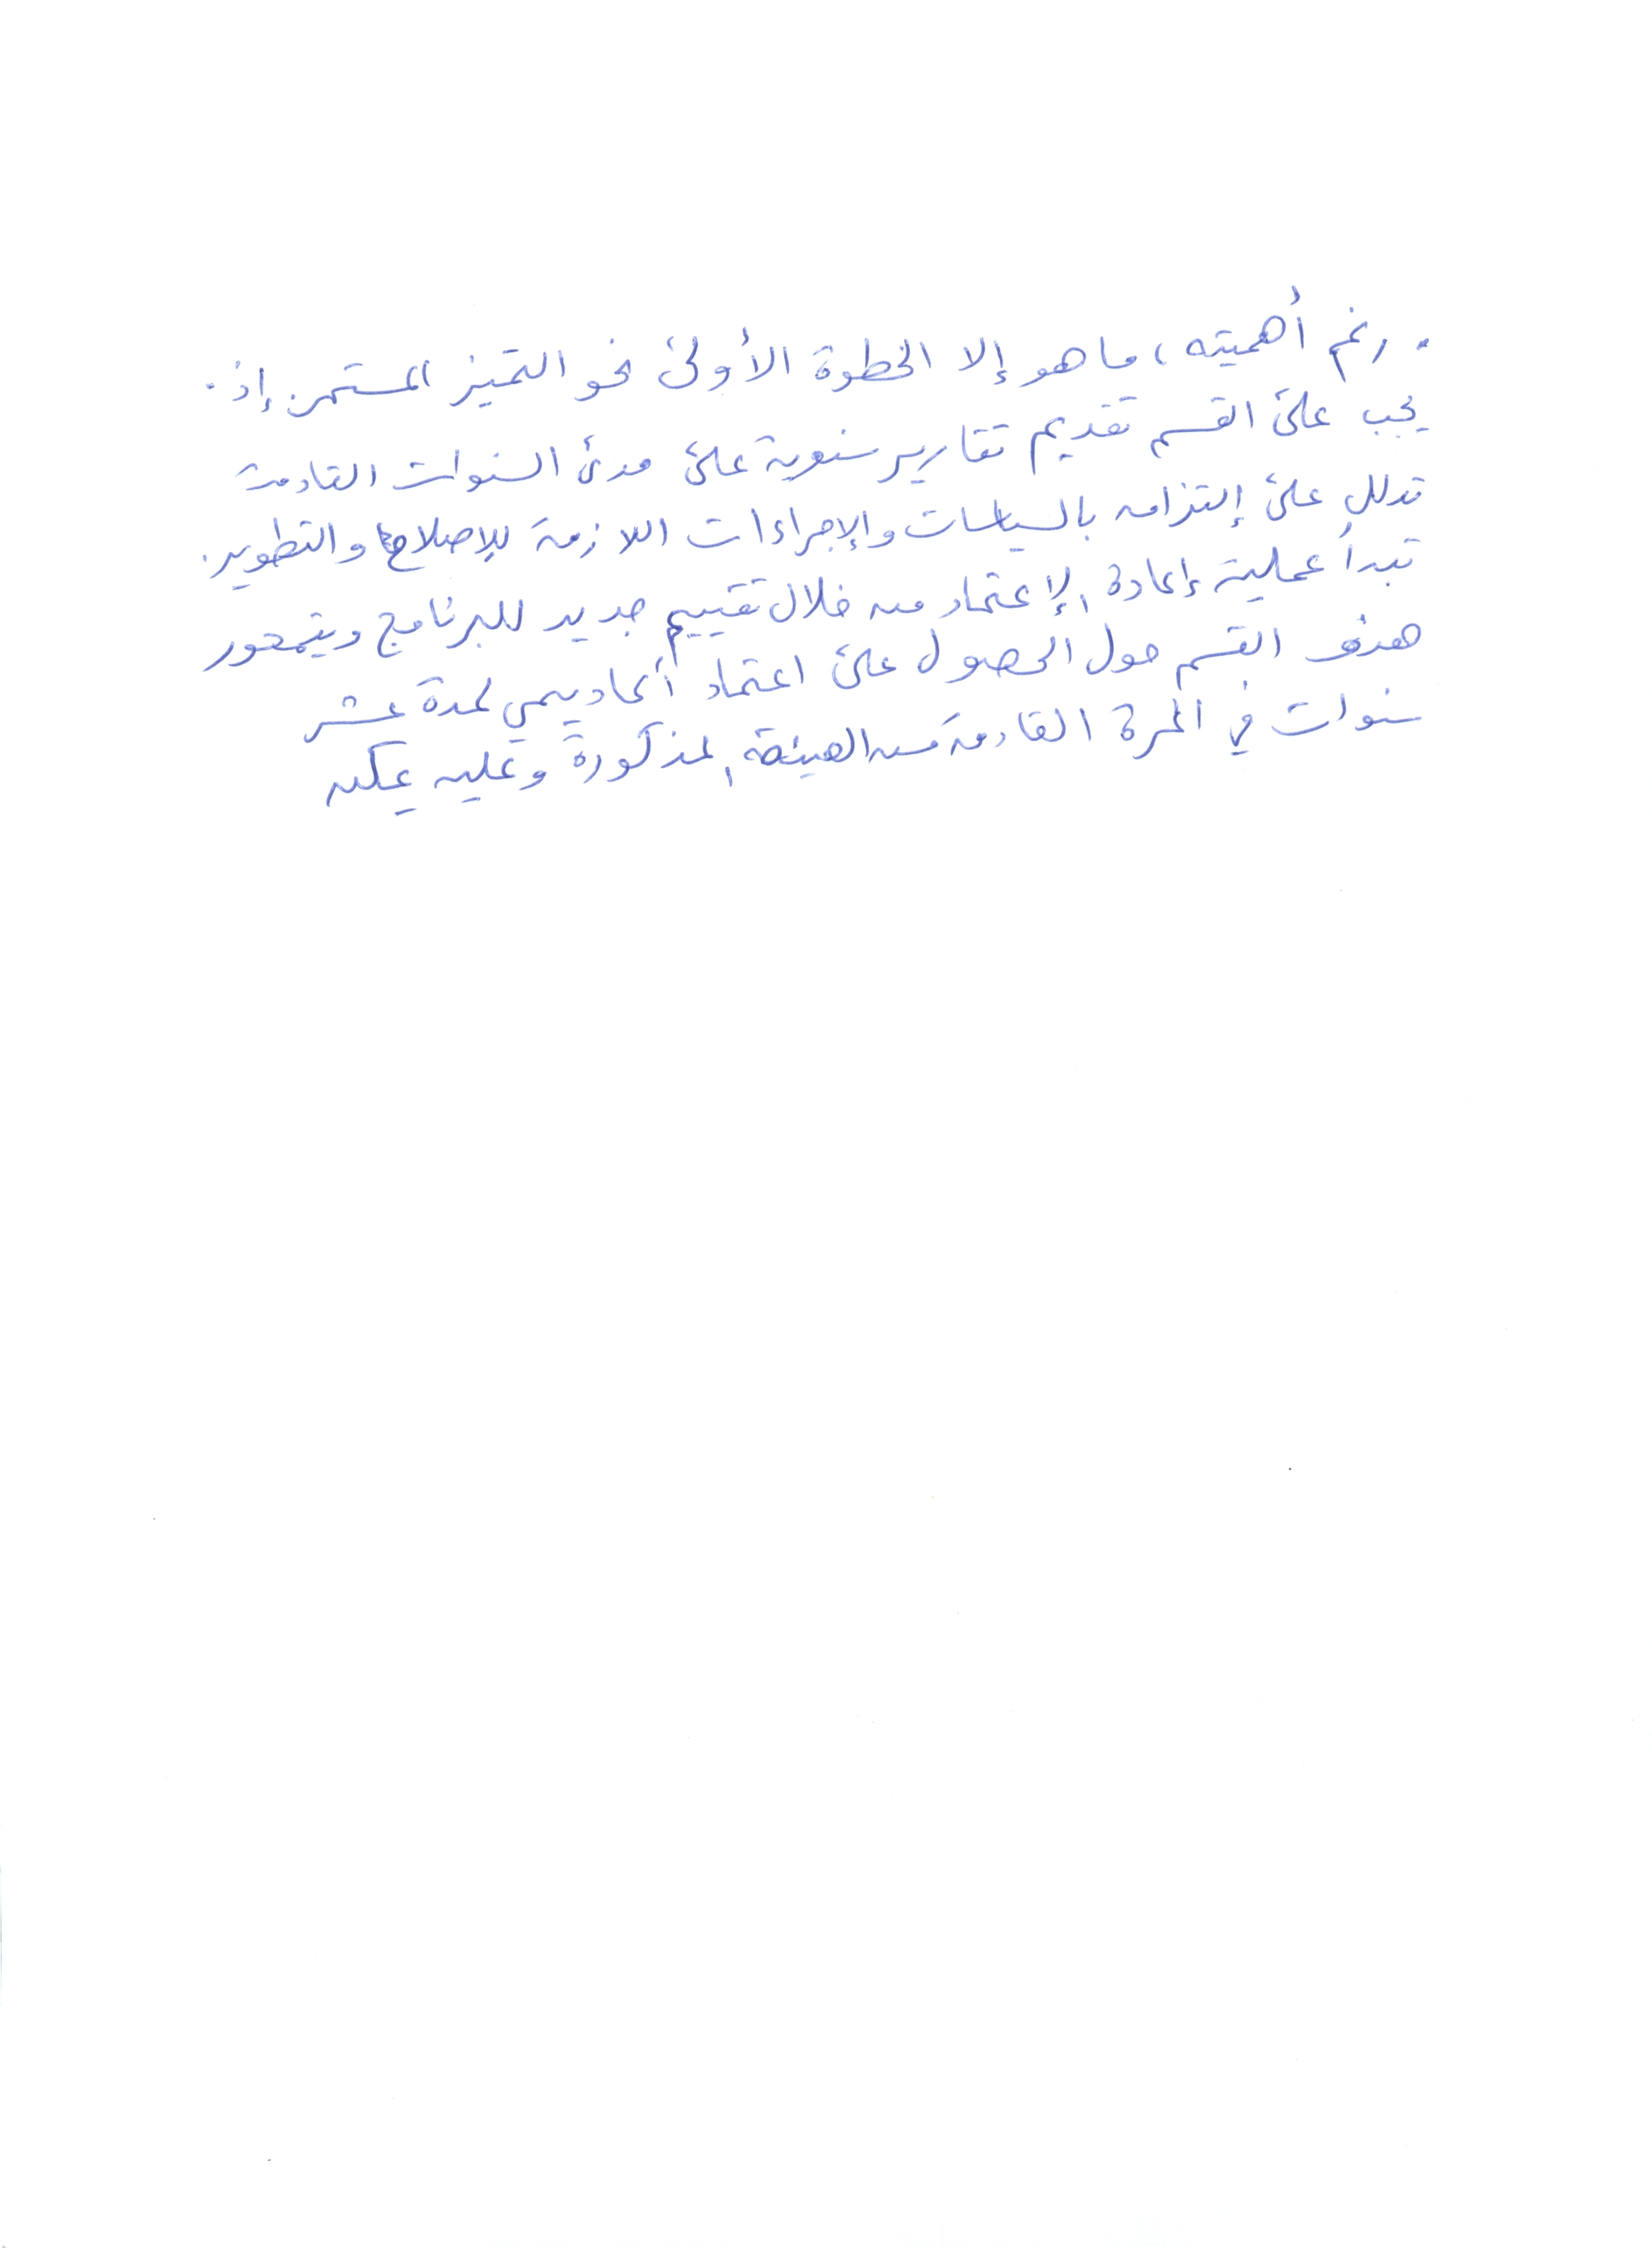 . رغم أهميته، ما هو إلا الخطوة الأولى نحو التميز المستمر. إذ.
يجب على القسم تقديم تقارير سنوية على مدى السنوات القادمة
تدلل على إلتزامه بالسياسات والإجراءات اللازمة للإصلاح والتطوير.
تبدأ عملية إعادة الإعتماد من خلال تقييم جديد للبرنامج ويتمحور
هدف القسم حول الحصول على اعتماد أكاديمي لمدة عشر
سنوات في المرة القادمة من الهيئة المذكورة وعليه يمكن